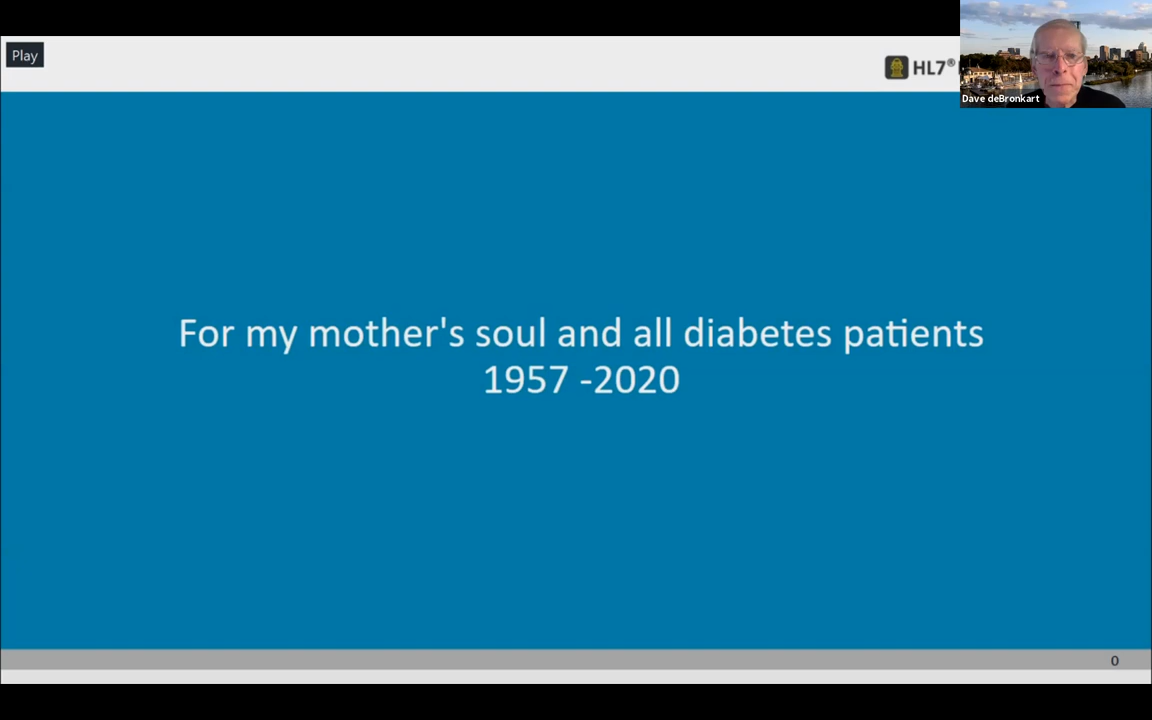 Play
HL7®
Dave deBronkart
For my mother's soul and all diabetes patients
1957 -2020
0